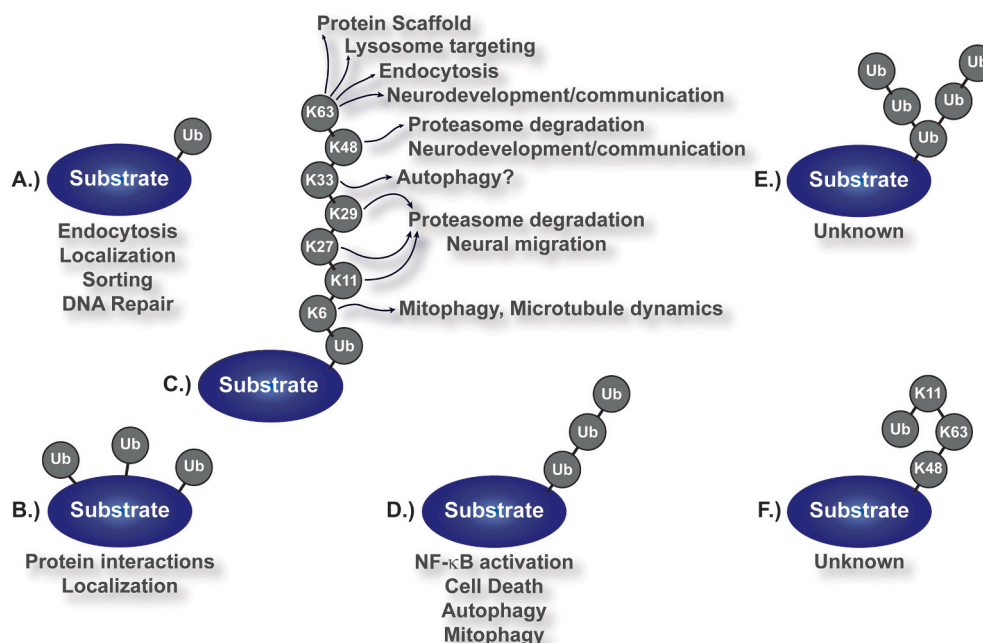 A.)
Ub
Substrate
Endocytosis
Localization
Sorting
DNA Repair
B.)
Ub
Ub
Ub
Substrate
Protein interactions
Localization
C.)
Protein Scaffold
Lysosome targeting
Endocytosis
Neurodevelopment/communication
K63
Proteasome degradation
K48
Neurodevelopment/communication
K33
Autophagy?
K29
Proteasome degradation
K27
Neural migration
K11
K6
Mitophagy, Microtubule dynamics
Ub
Substrate
D.)
Ub
Ub
Ub
Substrate
NF-κB activation
Cell Death
Autophagy
Mitophagy
E.)
Ub
Ub
Ub
Ub
Ub
Substrate
Unknown
F.)
K11
Ub
K63
K48
Substrate
Unknown